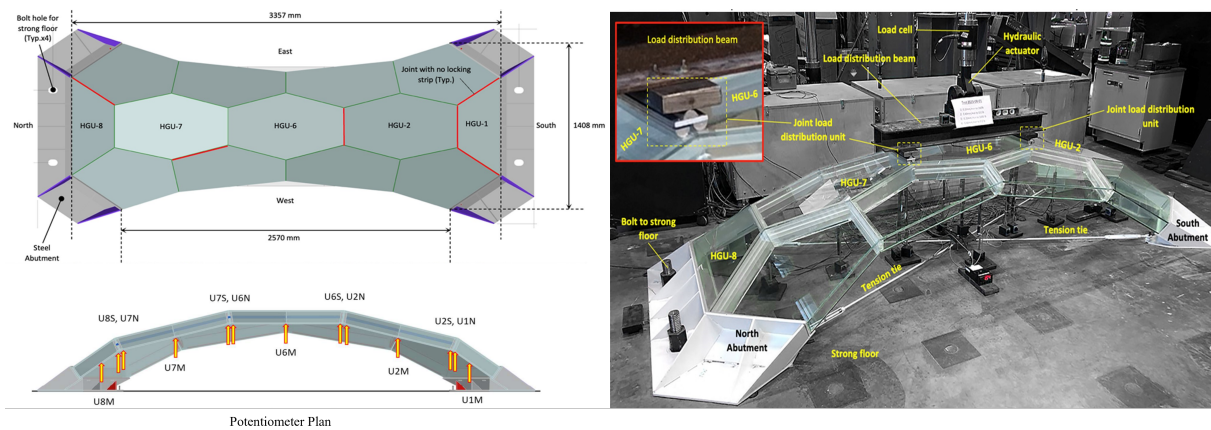 Bolt hole for
strong floor
(Typ.x4)
3357 mm
East
Joint with no locking
strip (Typ.)
North
HGU-8
HGU-7
HGU-6
HGU-2
HGU-1
South
1408 mm
West
Steel
Abutment
2570 mm
U8S, U7N
U7S, U6N
U6S, U2N
U2S, U1N
U8M
U7M
U6M
U2M
U1M
Potentiometer Plan
Load distribution beam
HGU-6
HGU-7
Joint load
distribution unit
Load cell
Hydraulic
actuator
Load distribution beam
Joint load distribution
unit
HGU-6
HGU-2
HGU-7
Bolt to strong
floor
HGU-8
Tension tie
Tension tie
South
Abutment
North
Abutment
Strong floor